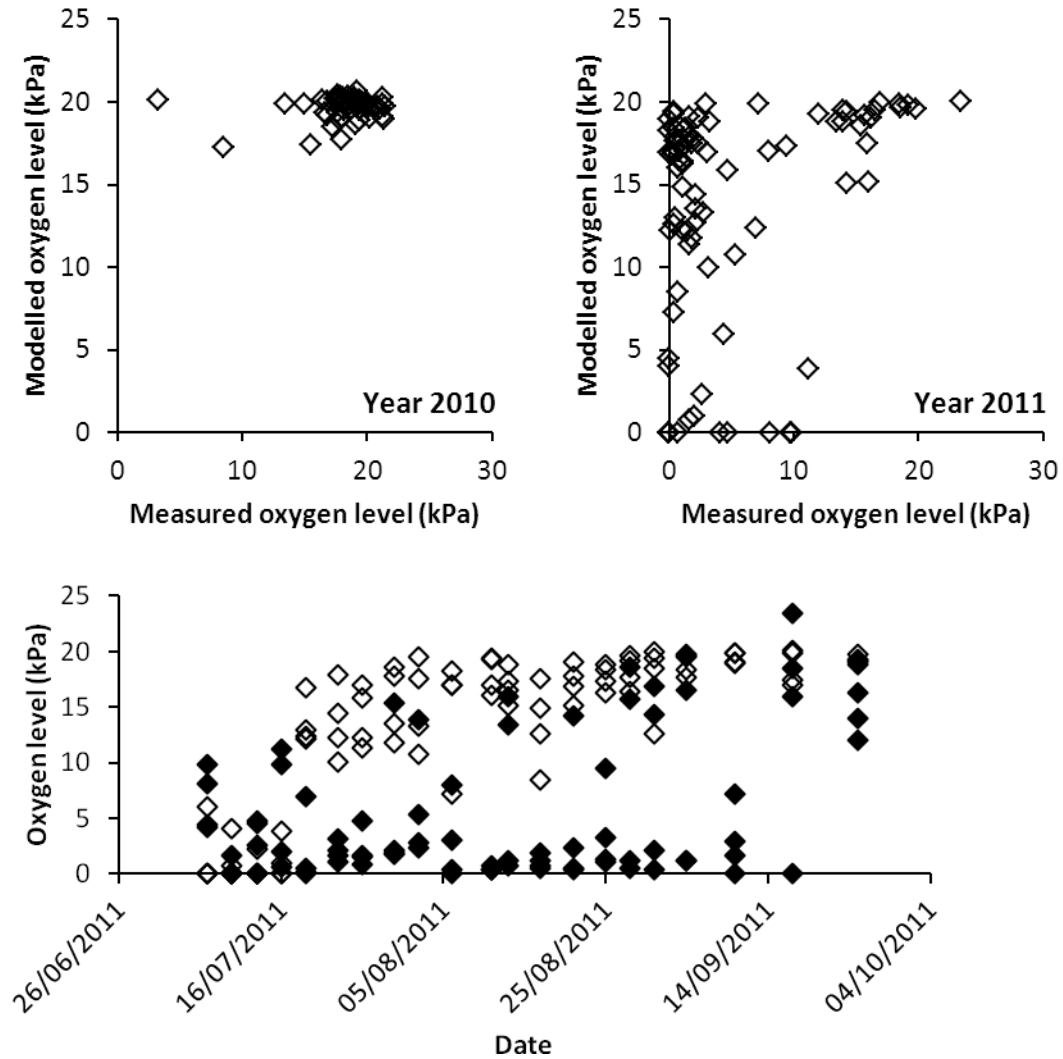 25
20
15
10
5
0
Modelled oxygen level (kPa)
Year 2010
0 10 20 30
Measured oxygen level (kPa)
25
20
15
10
5
0
Modelled oxygen level (kPa)
Year 2011
0 10 20 30
Measured oxygen level (kPa)
25
20
15
10
5
0
Oxygen level (kPa)
26/06/2011
16/07/2011
05/08/2011
25/08/2011
14/09/2011
04/10/2011
Date